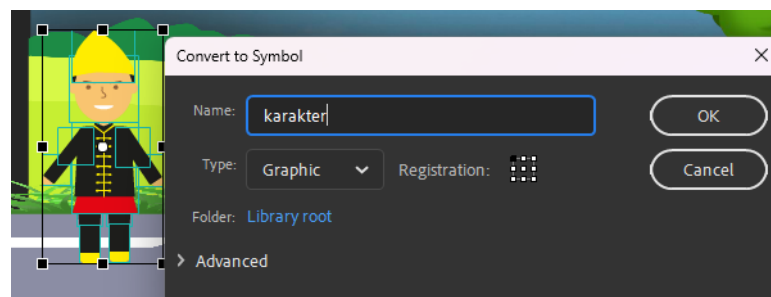 Convert to Symbol
Name: karakter OK
Type: Graphic Registration: Cancel
Folder: Library root
Advanced